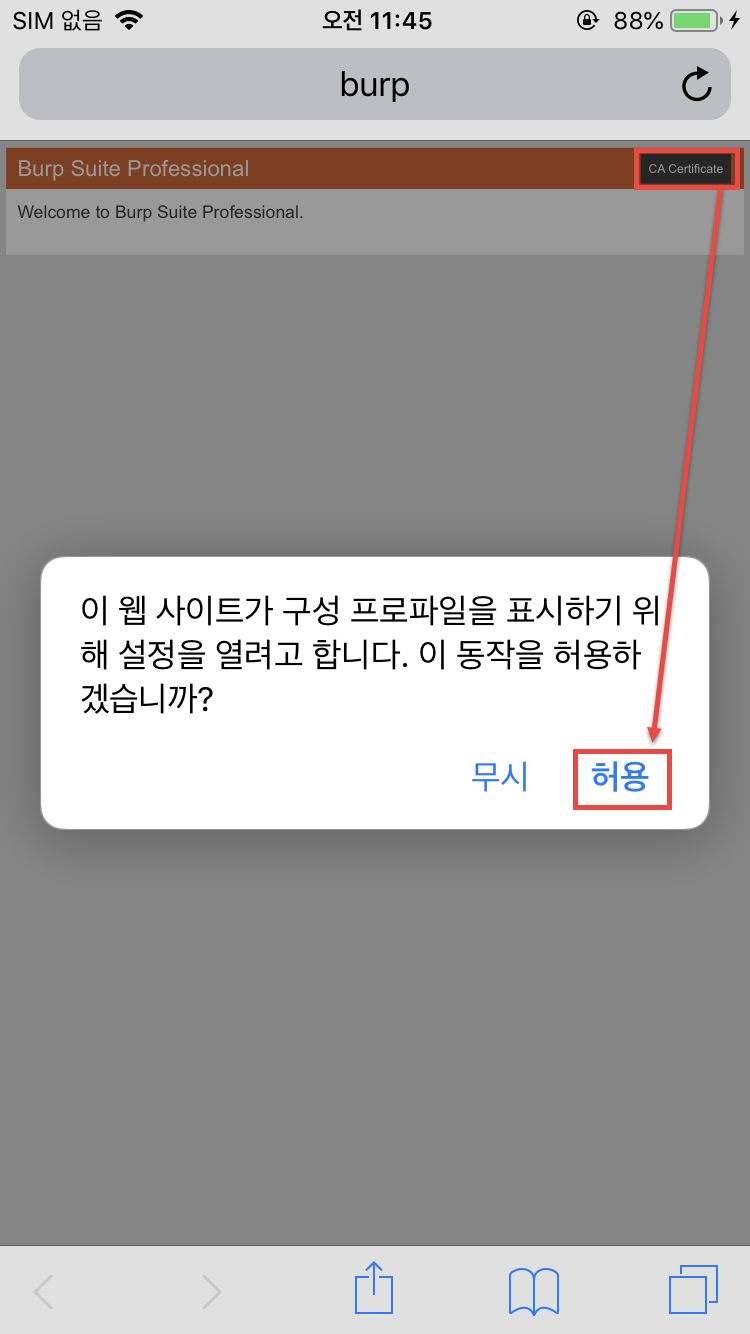 SIM 없음 오전 11:45 88%
burp
Burp Suite Professional CA Certificate
Welcome to Burp Suite Professional.
이 웹 사이트가 구성 프로파일을 표시하기 위
해 설정을 열려고 합니다. 이 동작을 허용하
겠습니까?
무시 허용